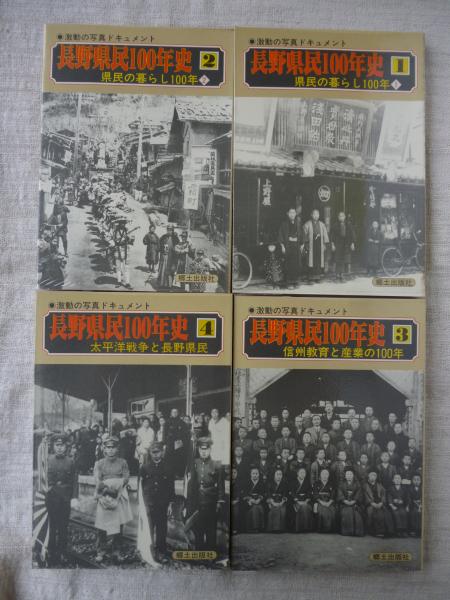 ●激動の写真ドキュメント
長野県民100年史 2
県民の暮らし100年 2
郷土出版社
●激動の写真ドキュメント
長野県民100年史 1
県民の暮らし100年 1
上野屋
郷土出版社
●激動の写真ドキュメント
長野県民100年史 4
太平洋戦争と長野県民
郷土出版社
●激動の写真ドキュメント
長野県民100年史 3
信州教育と産業の100年
郷土出版社